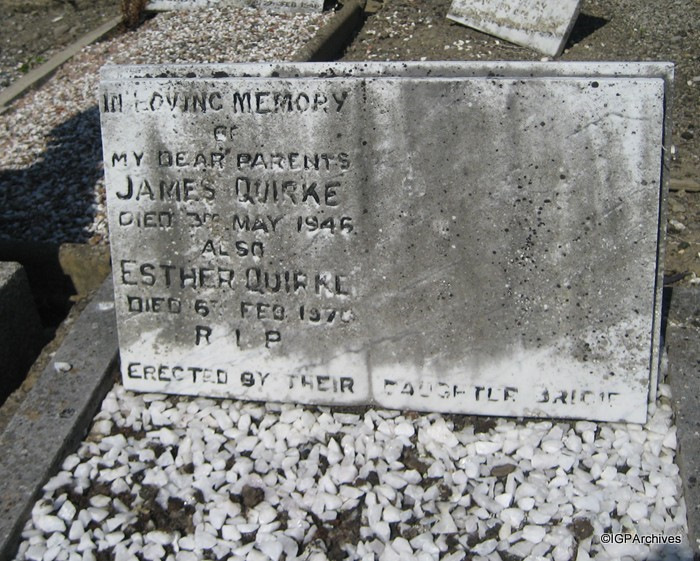 IN LOVING MEMORY
OF
MY DEAR PARENTS
JAMES QUIRKE
DIED 3RD MAY 1946
ALSO
ESTHER QUIRKE
DIED 6TH FEB
R I P
ERECTED BY THEIR DAUGHTER BRIDIE
©IGPArchives